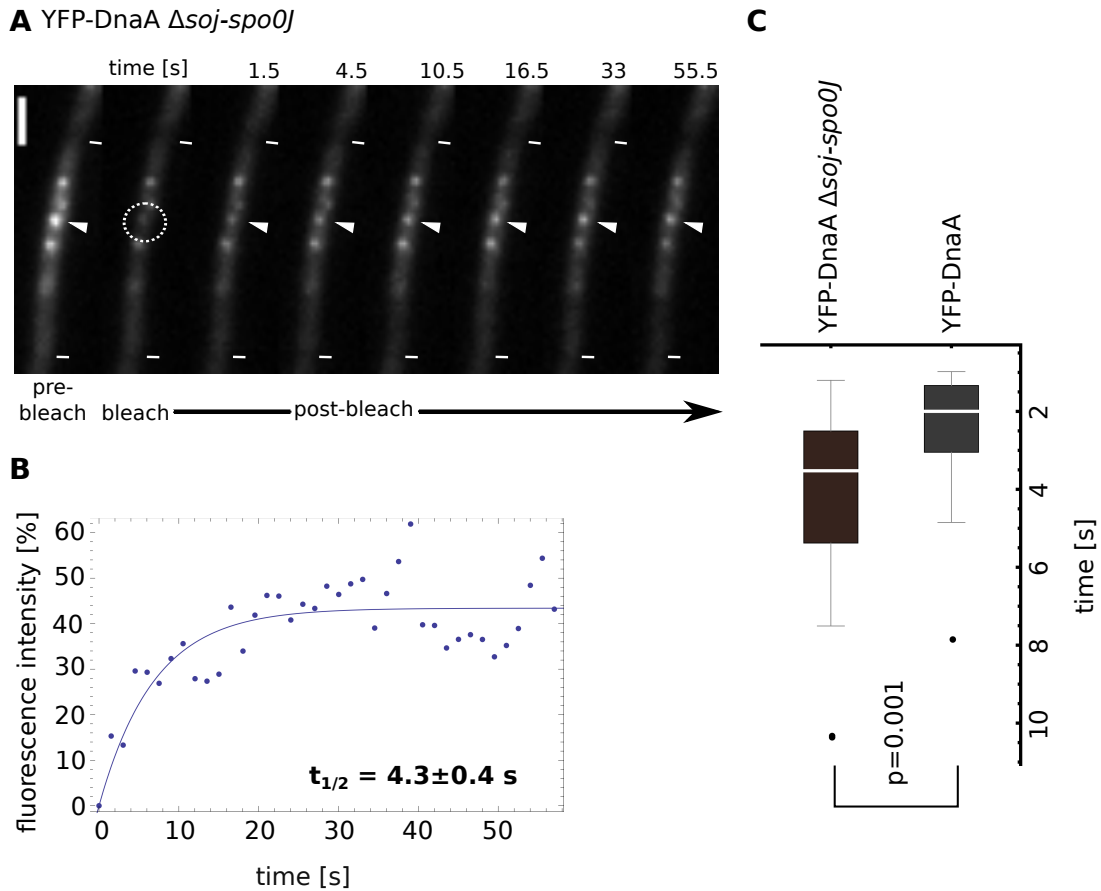 A YFP-DnaA Δsoj-spo0J
time [s] 1.5 4.5 10.5 16.5 33 55.5
pre-
bleach bleach post-bleach
B
fluorescence intensity [%]
60
50
40
30
20
10
0
t1/2 = 4.3±0.4 s
0 10 20 30 40 50
time [s]
C
YFP-DnaA Δsoj-spo0J
YFP-DnaA
2
4
6
8
10
time [s]
p=0.001